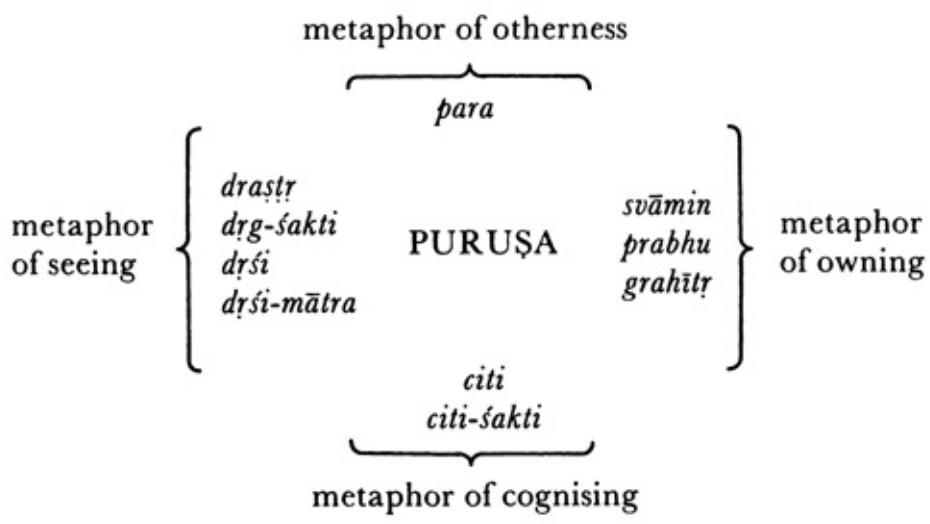 metaphor of otherness
para
metaphor
of seeing
draṣṭṛ
dṛg-śakti
dṛśi
dṛśi-mātra
PURUṢA
svāmin
prabhu
grahītṛ
metaphor
of owning
citi
citi-śakti
metaphor of cognising